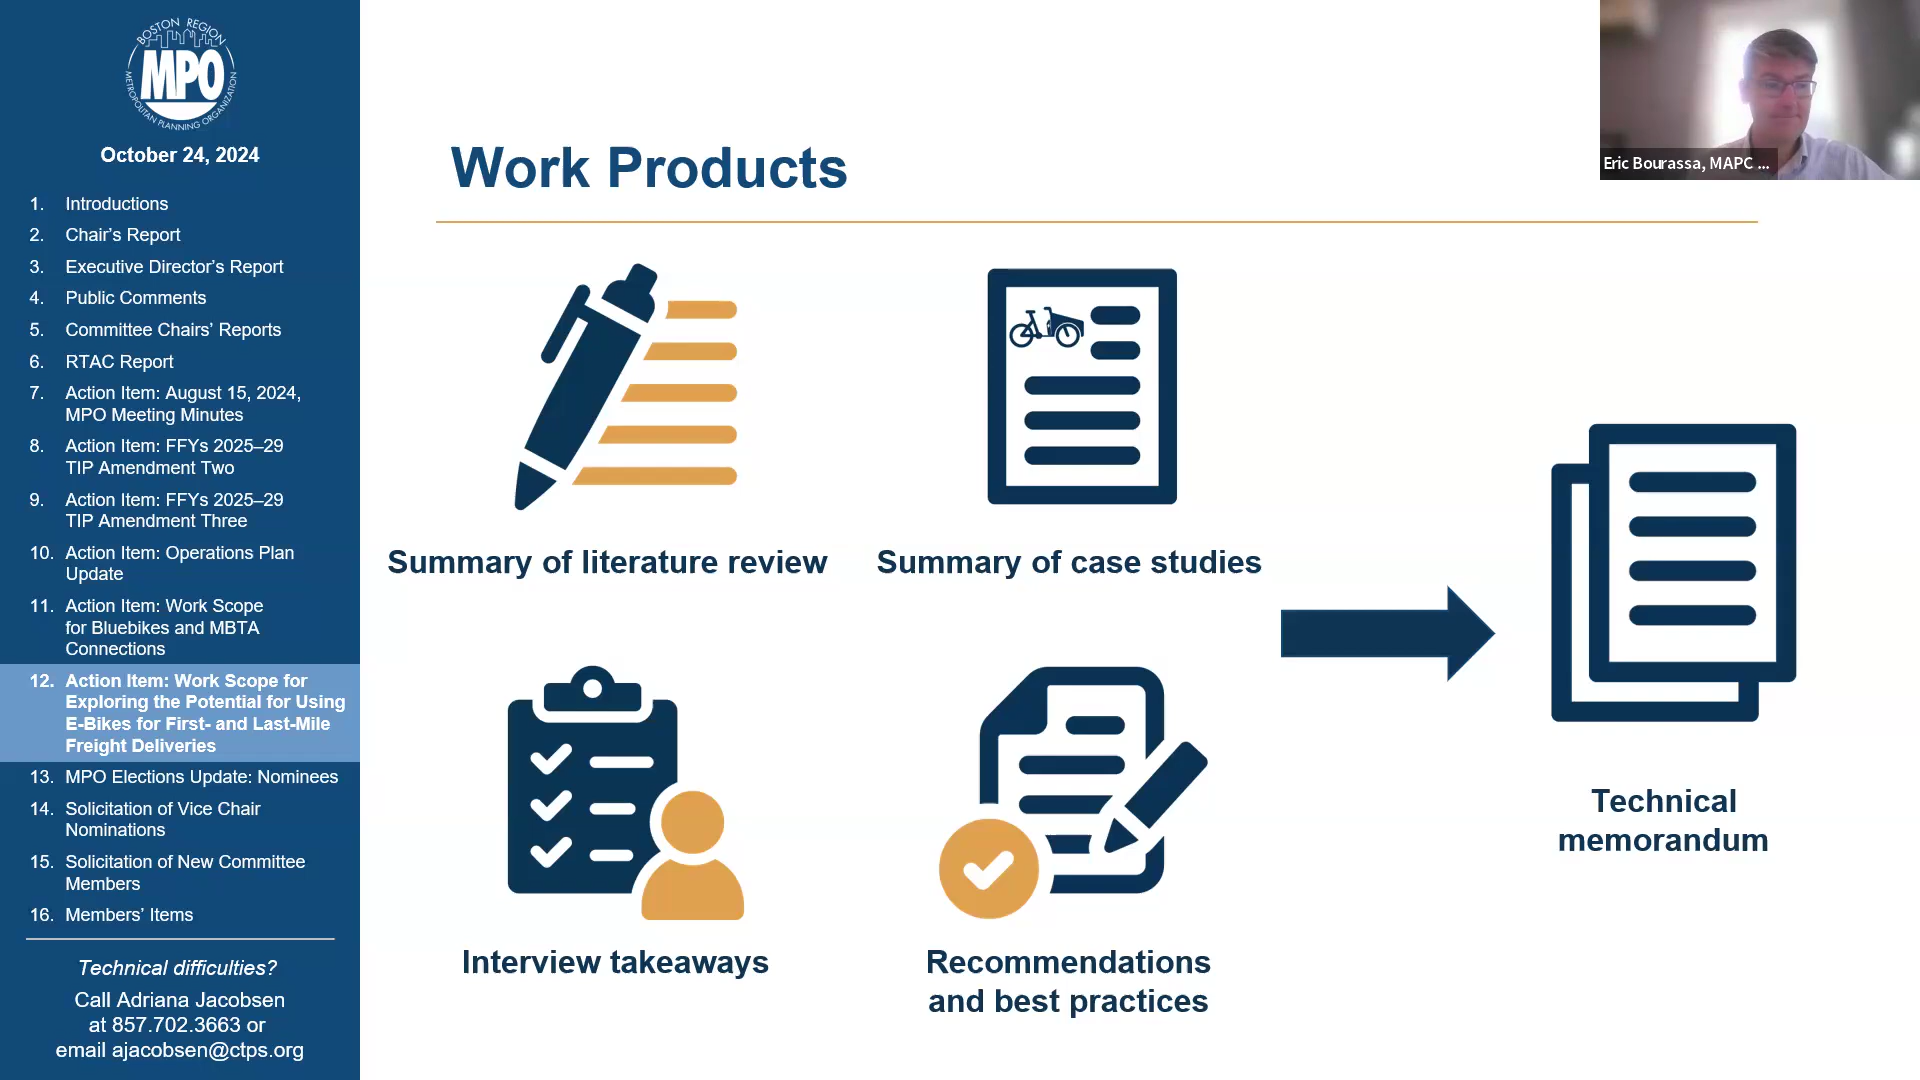 BOSTON REGION
MPO
METROPOLITAN PLANNING ORGANIZATION
October 24, 2024
1. Introductions
2. Chair’s Report
3. Executive Director’s Report
4. Public Comments
5. Committee Chairs’ Reports
6. RTAC Report
7. Action Item: August 15, 2024,
MPO Meeting Minutes
8. Action Item: FFYs 2025–29
TIP Amendment Two
9. Action Item: FFYs 2025–29
TIP Amendment Three
10. Action Item: Operations Plan
Update
11. Action Item: Work Scope
for Bluebikes and MBTA
Connections
12. Action Item: Work Scope for
Exploring the Potential for Using
E-Bikes for First- and Last-Mile
Freight Deliveries
13. MPO Elections Update: Nominees
14. Solicitation of Vice Chair
Nominations
15. Solicitation of New Committee
Members
16. Members’ Items
Technical difficulties?
Call Adriana Jacobsen
at 857.702.3663 or
email ajacobsen@ctps.org
Work Products
Summary of literature review
Summary of case studies
Interview takeaways
Recommendations
and best practices
Technical
memorandum
Eric Bourassa, MAPC ...